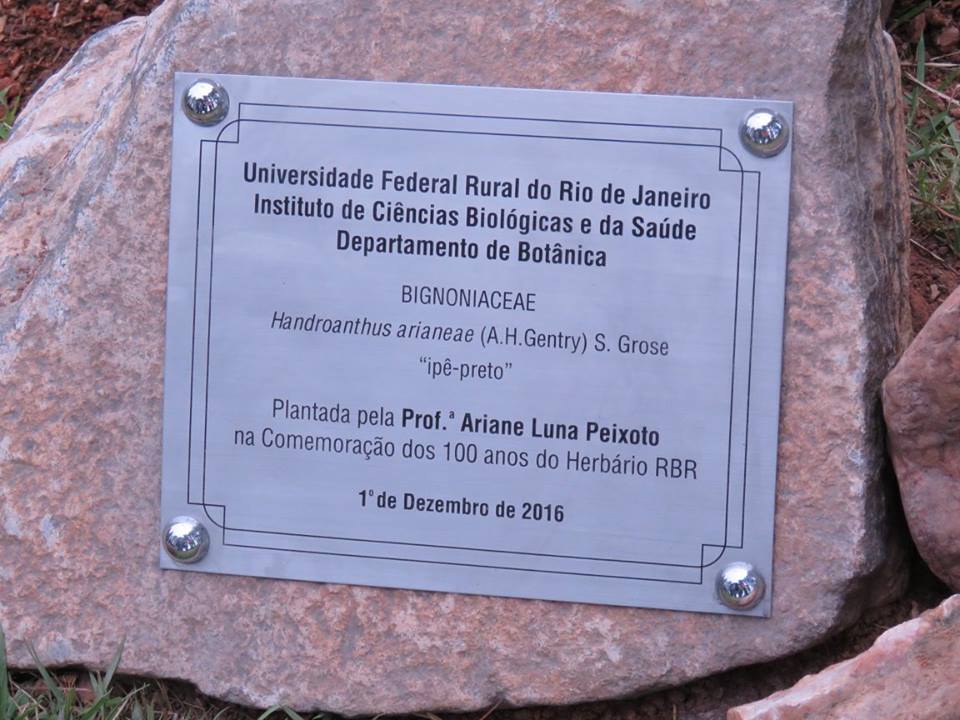 Universidade Federal Rural do Rio de Janeiro
Instituto de Ciências Biológicas e da Saúde
Departamento de Botânica
BIGNONIACEAE
Handroanthus arianeae (A.H.Gentry) S. Grose
“ipê-preto”
Plantada pela Prof.ª Ariane Luna Peixoto
na Comemoração dos 100 anos do Herbário RBR
1º de Dezembro de 2016